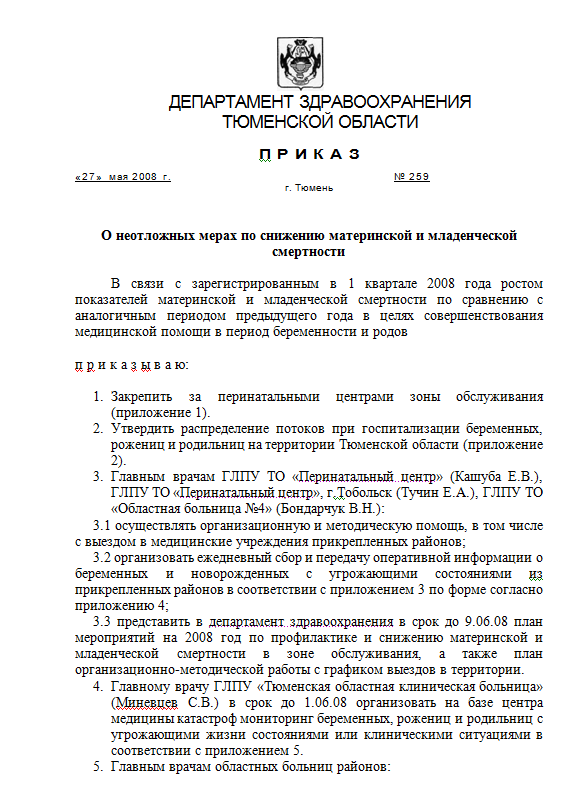 ДЕПАРТАМЕНТ ЗДРАВООХРАНЕНИЯ
ТЮМЕНСКОЙ ОБЛАСТИ
П Р И К А З
«27» мая 2008 г. № 259
г. Тюмень
О неотложных мерах по снижению материнской и младенческой
смертности
В связи с зарегистрированным в 1 квартале 2008 года ростом
показателей материнской и младенческой смертности по сравнению с
аналогичным периодом предыдущего года в целях совершенствования
медицинской помощи в период беременности и родов
п р и к а з ы в а ю:
1. Закрепить за перинатальными центрами зоны обслуживания
(приложение 1).
2. Утвердить распределение потоков при госпитализации беременных,
рожениц и родильниц на территории Тюменской области (приложение
2).
3. Главным врачам ГЛПУ ТО «Перинатальный центр» (Кашуба Е.В.),
ГЛПУ ТО «Перинатальный центр», г.Тобольск (Тучин Е.А.), ГЛПУ ТО
«Областная больница №4» (Бондарчук В.Н.):
3.1 осуществлять организационную и методическую помощь, в том числе
с выездом в медицинские учреждения прикрепленных районов;
3.2 организовать ежедневный сбор и передачу оперативной информации о
беременных и новорожденных с угрожающими состояниями из
прикрепленных районов в соответствии с приложением 3 по форме согласно
приложению 4;
3.3 представить в департамент здравоохранения в срок до 9.06.08 план
мероприятий на 2008 год по профилактике и снижению материнской и
младенческой смертности в зоне обслуживания, а также план
организационно-методической работы с графиком выездов в территории.
4. Главному врачу ГЛПУ «Тюменская областная клиническая больница»
(Миневцев С.В.) в срок до 1.06.08 организовать на базе центра
медицины катастроф мониторинг беременных, рожениц и родильниц с
угрожающими жизни состояниями или клиническими ситуациями в
соответствии с приложением 5.
5. Главным врачам областных больниц районов: